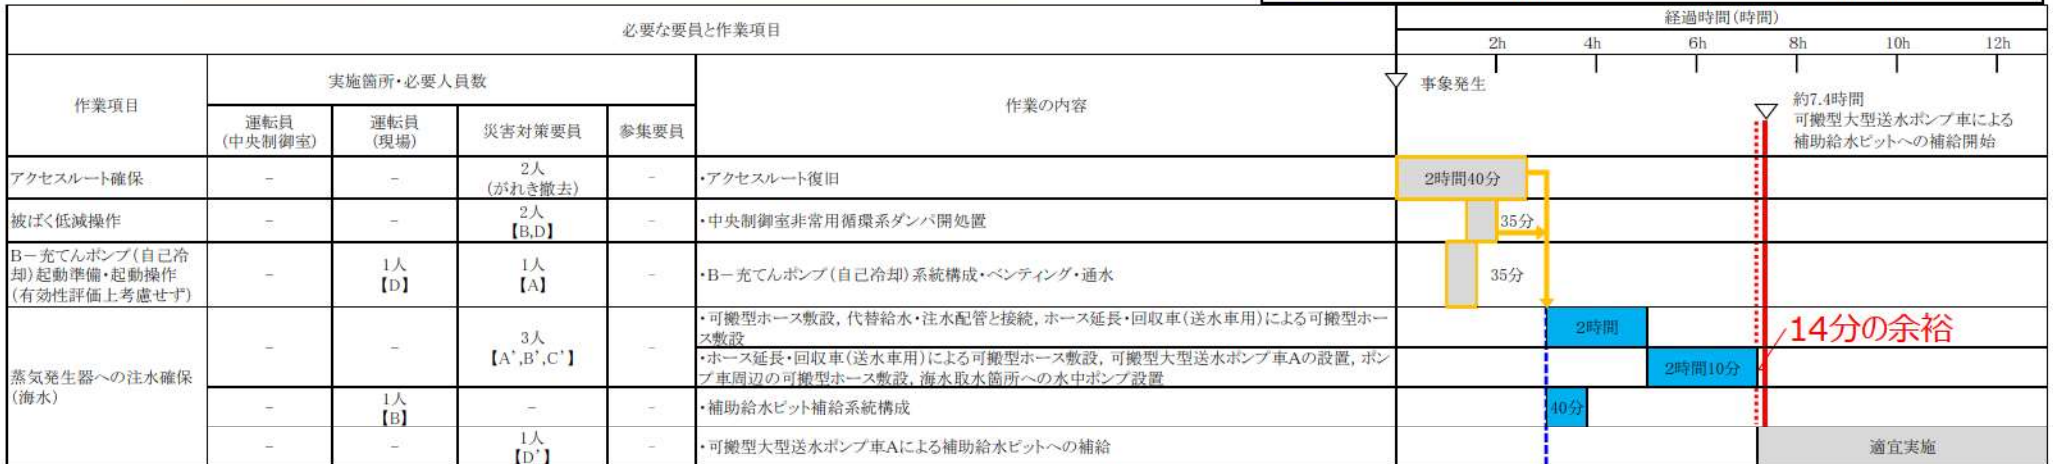 必要な要員と作業項目
経過時間(時間)
2h 4h 6h 8h 10h 12h
作業項目
実施箇所・必要人員数
作業の内容
運転員
(中央制御室)
運転員
(現場)
災害対策要員
参集要員
事象発生
約7.4時間
可搬型大型送水ポンプ車による
補助給水ピットへの補給開始
アクセスルート確保
－
－
2人
(がれき撤去)
－
・アクセスルート復旧
2時間40分
被ばく低減操作
－
－
2人
【B,D】
－
・中央制御室非常用循環系ダンパ開処置
35分
B－充てんポンプ(自己冷
却)起動準備・起動操作
(有効性評価上考慮せず)
－
1人
【D】
1人
【A】
－
・B－充てんポンプ(自己冷却)系統構成・ベンティング・通水
35分
蒸気発生器への注水確保
(海水)
－
－
3人
【A’,B’,C’】
－
・可搬型ホース敷設, 代替給水・注水配管と接続, ホース延長・回収車(送水車用)による可搬型ホー
ス敷設
2時間
・ホース延長・回収車(送水車用)による可搬型ホース敷設, 可搬型大型送水ポンプ車Aの設置, ポン
プ車周辺の可搬型ホース敷設, 海水取水箇所への水中ポンプ設置
2時間10分
14分の余裕
－
1人
【B】
－
－
・補助給水ピット補給系統構成
40分
－
－
1人
【D’】
－
・可搬型大型送水ポンプ車Aによる補助給水ピットへの補給
適宜実施